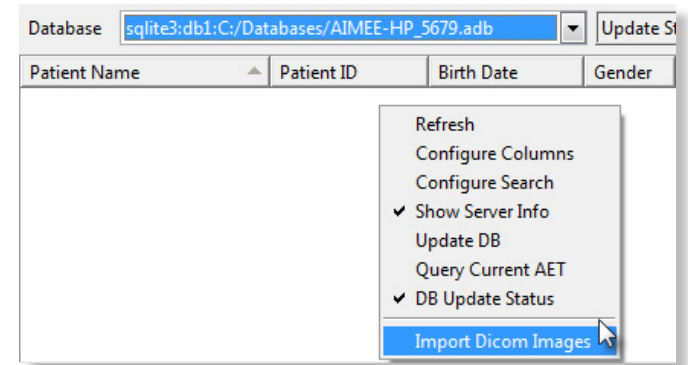 Database sqlite3:db1:C:/Databases/AIMEE-HP_5679.adb Update
Patient Name Patient ID Birth Date Gender
Refresh
Configure Columns
Configure Search
Show Server Info
Update DB
Query Current AET
DB Update Status
Import Dicom Images